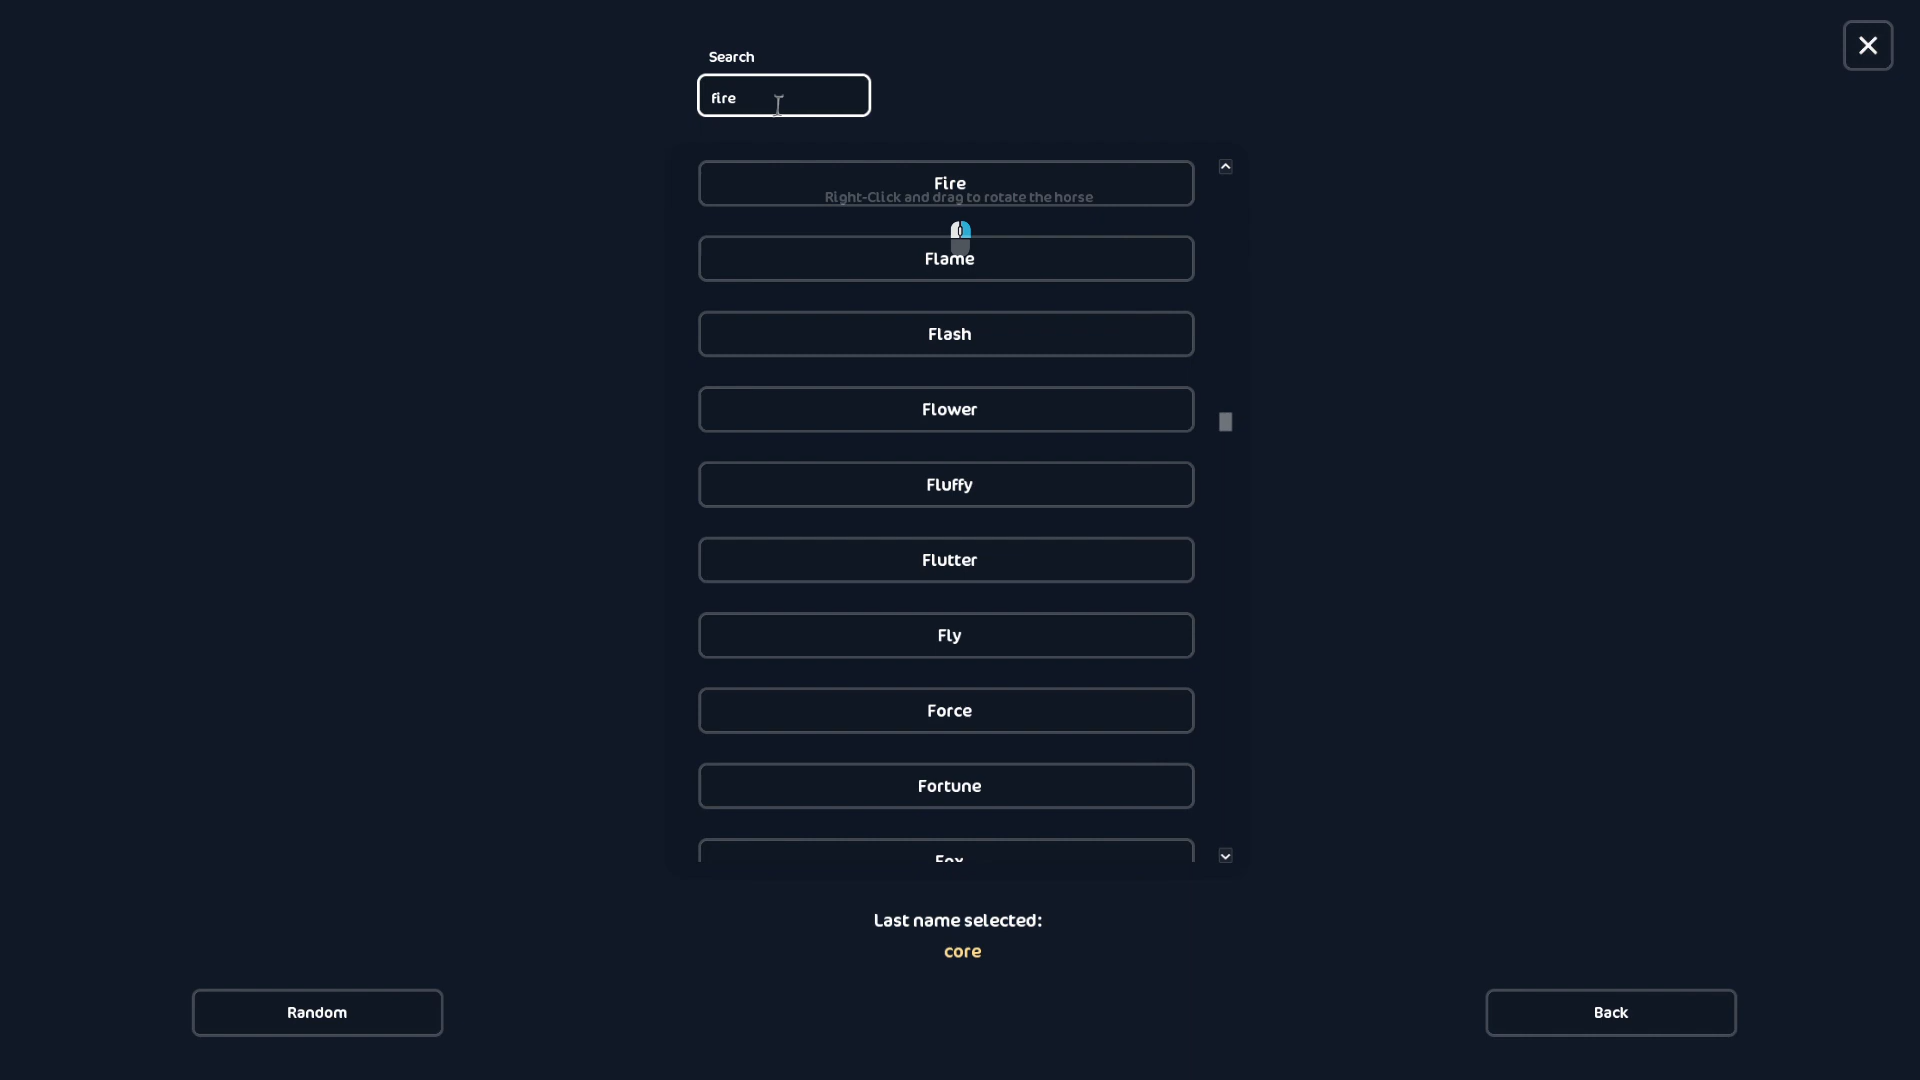 Search
fire
Fire
Right-Click and drag to rotate the horse
Flame
Flash
Flower
Fluffy
Flutter
Fly
Force
Fortune
Fox
Last name selected:
core
Random
Back